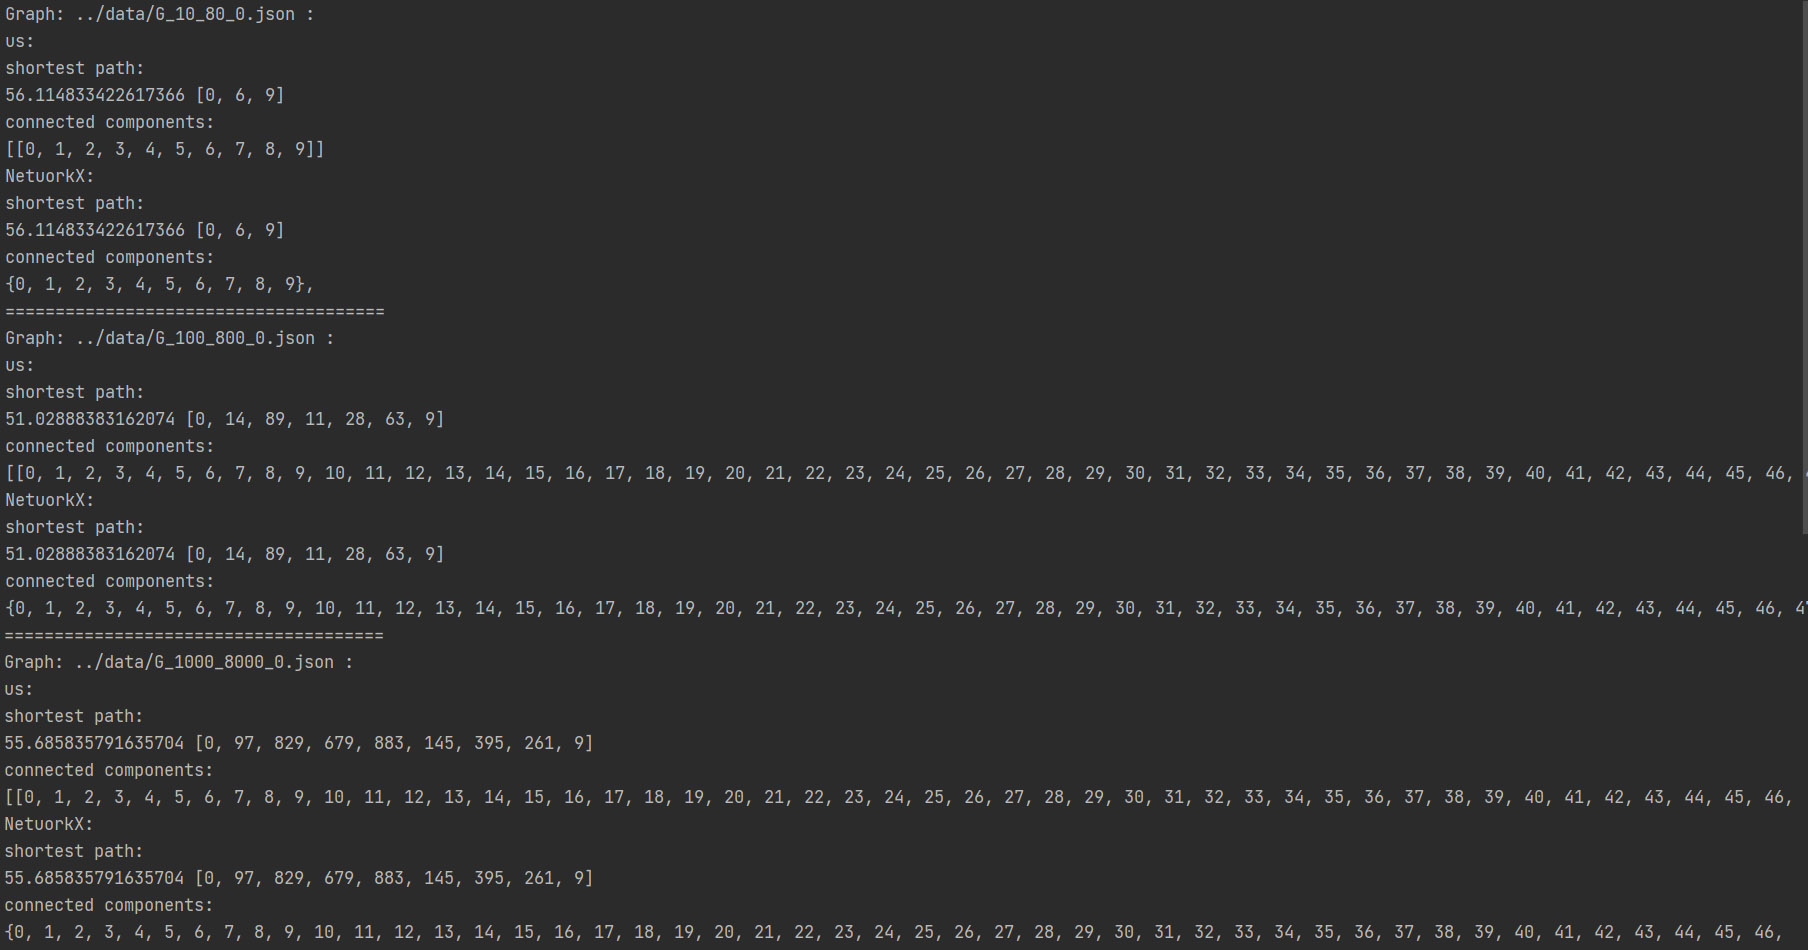 Graph: ../data/G_10_80_0.json :
us:
shortest path:
56.114833422617366 [0, 6, 9]
connected components:
[[0, 1, 2, 3, 4, 5, 6, 7, 8, 9]]
NetuorkX:
shortest path:
56.114833422617366 [0, 6, 9]
connected components:
{0, 1, 2, 3, 4, 5, 6, 7, 8, 9},
======================================
Graph: ../data/G_100_800_0.json :
us:
shortest path:
51.02888383162074 [0, 14, 89, 11, 28, 63, 9]
connected components:
[[0, 1, 2, 3, 4, 5, 6, 7, 8, 9, 10, 11, 12, 13, 14, 15, 16, 17, 18, 19, 20, 21, 22, 23, 24, 25, 26, 27, 28, 29, 30, 31, 32, 33, 34, 35, 36, 37, 38, 39, 40, 41, 42, 43, 44, 45, 46,
NetuorkX:
shortest path:
51.02888383162074 [0, 14, 89, 11, 28, 63, 9]
connected components:
{0, 1, 2, 3, 4, 5, 6, 7, 8, 9, 10, 11, 12, 13, 14, 15, 16, 17, 18, 19, 20, 21, 22, 23, 24, 25, 26, 27, 28, 29, 30, 31, 32, 33, 34, 35, 36, 37, 38, 39, 40, 41, 42, 43, 44, 45, 46,
======================================
Graph: ../data/G_1000_8000_0.json :
us:
shortest path:
55.685835791635704 [0, 97, 829, 679, 883, 145, 395, 261, 9]
connected components:
[[0, 1, 2, 3, 4, 5, 6, 7, 8, 9, 10, 11, 12, 13, 14, 15, 16, 17, 18, 19, 20, 21, 22, 23, 24, 25, 26, 27, 28, 29, 30, 31, 32, 33, 34, 35, 36, 37, 38, 39, 40, 41, 42, 43, 44, 45, 46,
NetuorkX:
shortest path:
55.685835791635704 [0, 97, 829, 679, 883, 145, 395, 261, 9]
connected components:
{0, 1, 2, 3, 4, 5, 6, 7, 8, 9, 10, 11, 12, 13, 14, 15, 16, 17, 18, 19, 20, 21, 22, 23, 24, 25, 26, 27, 28, 29, 30, 31, 32, 33, 34, 35, 36, 37, 38, 39, 40, 41, 42, 43, 44, 45, 46,